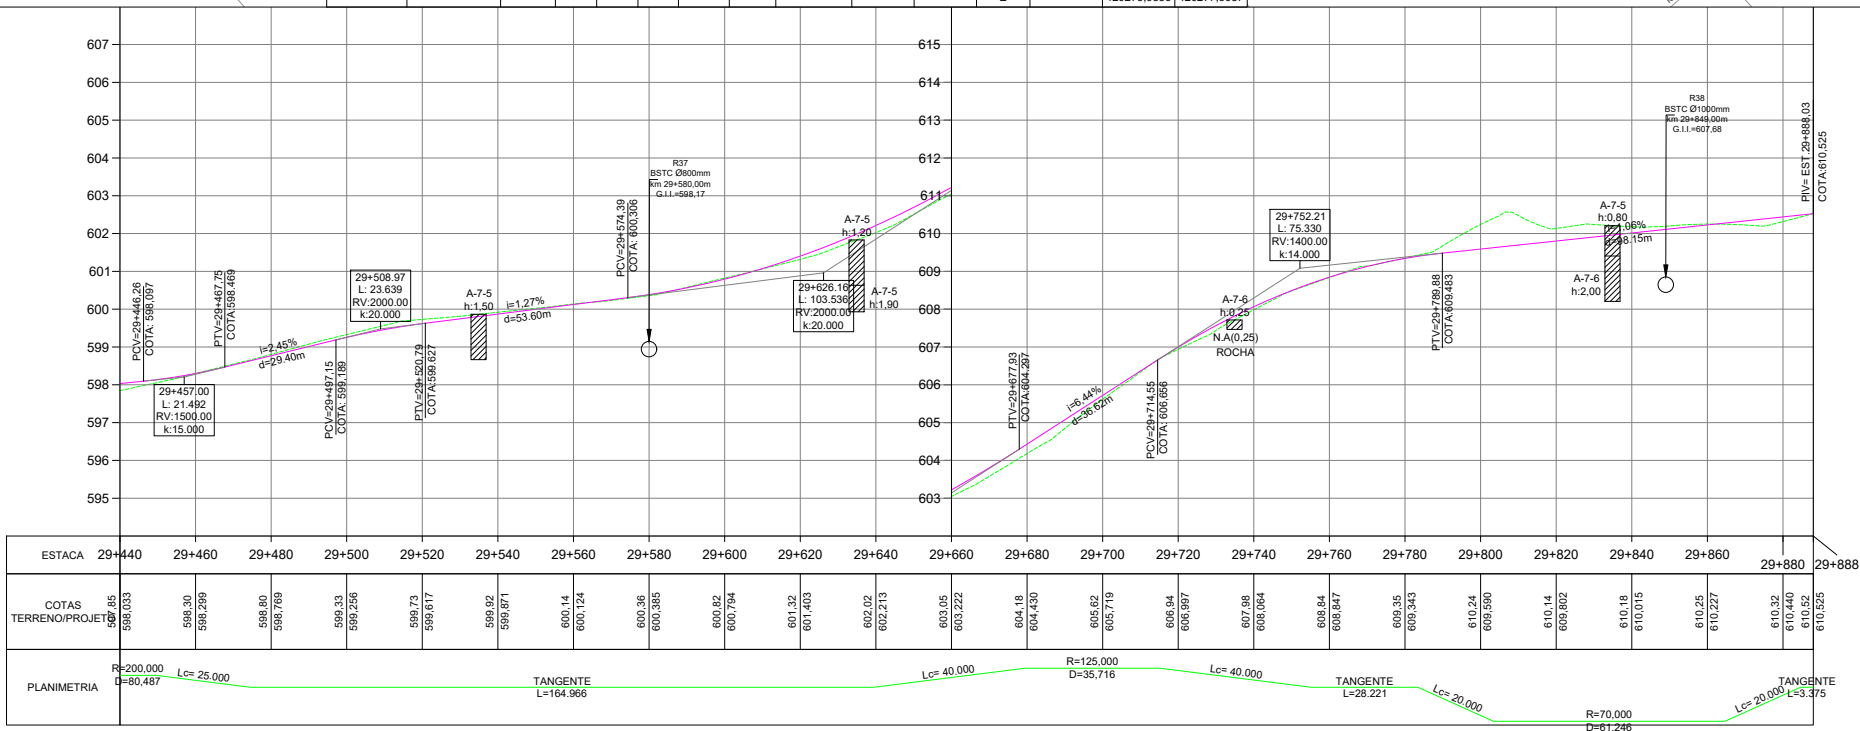 607
606
605
604
603
602
601
600
599
598
597
596
595
PCV=29+446,26
COTA: 598,097
29+457.00
L: 21.492
RV:1500.00
k:15.000
PTV=29+467,75
COTA:598.469
i=2,45%
d=29.40m
PCV=29+497,15
COTA: 599,189
29+508.97
L: 23.639
RV:2000.00
k:20.000
PTV=29+520,79
COTA:599.627
A-7-5
h:1,50
i=1,27%
d=53.60m
PCV=29+574,39
COTA: 600,306
R37
BSTC Ø800mm
km 29+580,00m
G.I.I.=598,17
29+626.16
L: 103.536
RV:2000.00
k:20.000
A-7-5
h:1,20
A-7-5
h:1,90
615
614
613
612
611
610
609
608
607
606
605
604
603
PTV=29+677,93
COTA:604.297
i=6,44%
d=36.62m
PCV=29+714,55
COTA: 606,656
A-7-6
h:0,25
N.A(0,25)
ROCHA
29+752.21
L: 75.330
RV:1400.00
k:14.000
PTV=29+789,88
COTA:609.483
A-7-5
h:0,80
A-7-6
h:2,00
d=98.15m
R38
BSTC Ø1000mm
km 29+849,00m
G.I.I.=607,68
PIV= EST.29+888,03
COTA:610,525
ESTACA 29+440 29+460 29+480 29+500 29+520 29+540 29+560 29+580 29+600 29+620 29+640 29+660 29+680 29+700 29+720 29+740 29+760 29+780 29+800 29+820 29+840 29+860 29+880 29+888
COTAS
TERRENO/PROJETO
597,85
598,033
598,30
598,299
598,80
598,769
599,33
599,256
599,73
599,617
599,92
599,871
600,14
600,124
600,36
600,385
600,82
600,794
601,32
601,403
602,02
602,213
603,05
603,222
604,18
604,430
605,62
605,719
606,94
606,997
607,98
608,064
608,84
608,847
609,35
609,343
610,24
609,590
610,14
609,802
610,18
610,015
610,25
610,227
610,32
610,440
610,52
610,525
PLANIMETRIA
R=200,000
D=80,487
Lc= 25.000
TANGENTE
L=164.966
Lc= 40.000
R=125,000
D=35,716
Lc= 40.000
TANGENTE
L=28.221
Lc= 20.000
R=70,000
D=61,246
Lc= 20.000
TANGENTE
L=3.375